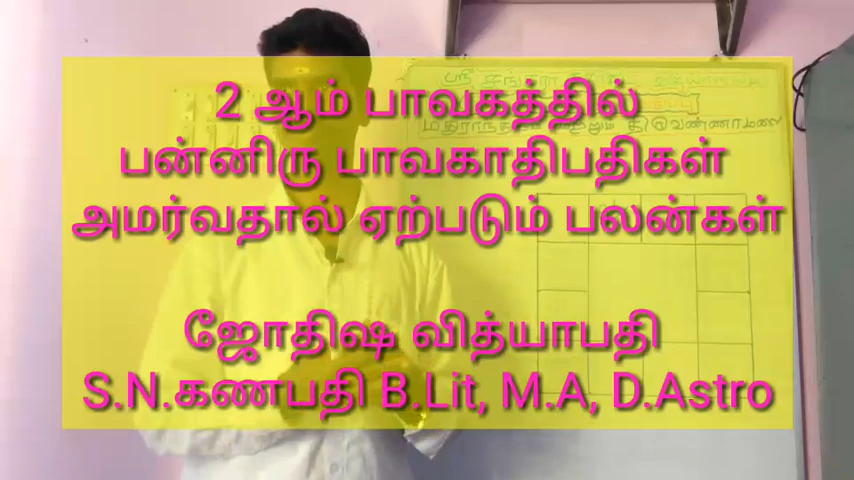 2 ஆம் பாவகத்தில்
பன்னிரு பாவகாதிபதிகள்
அமர்வதால் ஏற்படும் பலன்கள்
ஜோதிஷ வித்யாபதி
S.N.கணபதி B.Lit, M.A, D.Astro